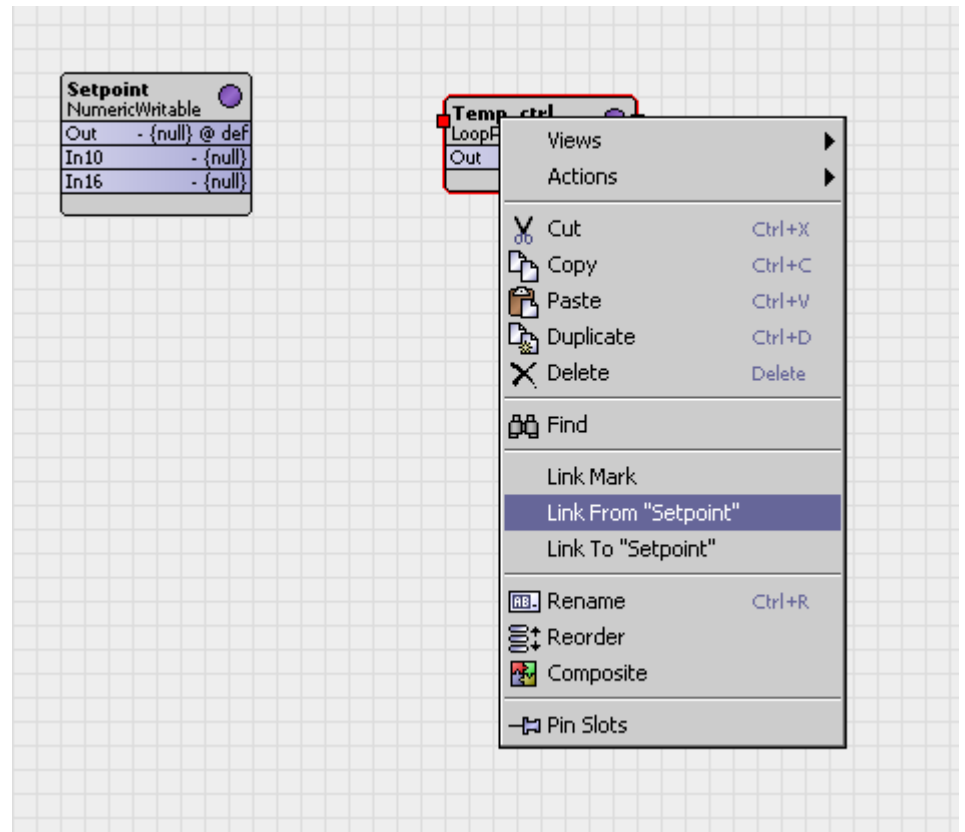 Setpoint
NumericWritable
Out - {null} @ def
In10 - {null}
In16 - {null}
Temp_ctrl
Out
Views
Actions
Cut Ctrl+X
Copy Ctrl+C
Paste Ctrl+V
Duplicate Ctrl+D
Delete Delete
Find
Link Mark
Link From "Setpoint"
Link To "Setpoint"
AB. Rename Ctrl+R
Reorder
Composite
Pin Slots